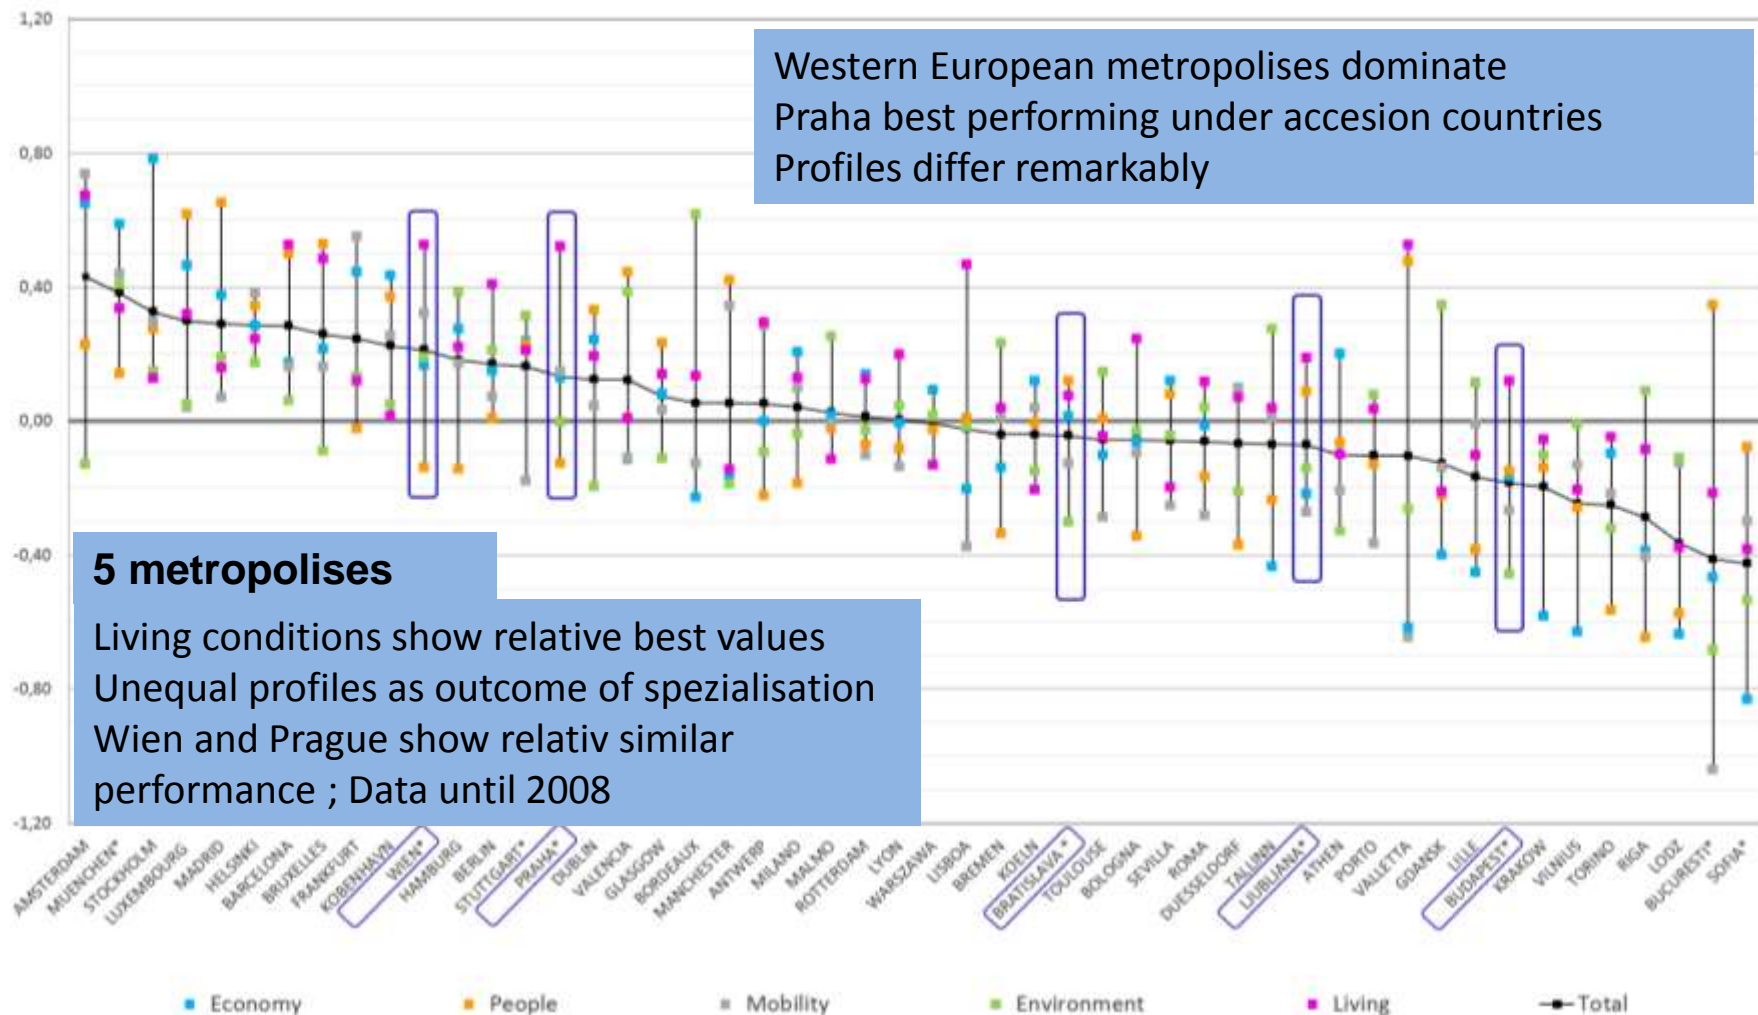 1,20
Western European metropolises dominate
Praha best performing under accesion countries
Profiles differ remarkably
0,80
0,40
0,00
-0,40
5 metropolises
Living conditions show relative best values
Unequal profiles as outcome of spezialisation
Wien and Prague show relativ similar
performance ; Data until 2008
-0,80
-1,20
AMSTERDAM
MUENCHEN*
STOCKHOLM
LUXEMBOURG
MADRID
HELSINKI
BARCELONA
BRUXELLES
FRANKFURT
KOBENHAVN
WIEN*
HAMBURG
BERLIN
STUTTGART*
PRAHA*
DUBLIN
VALENCIA
GLASGOW
BORDEAUX
MANCHESTER
ANTWERP
MILANO
MALMO
ROTTERDAM
LYON
WARSZAWA
LISBOA
BREMEN
KOELN
BRATISLAVA *
TOULOUSE
BOLOGNA
SEVILLA
ROMA
DUESSELDORF
TALLINN
LJUBLJANA*
ATHEN
PORTO
VALLETTA
GDANSK
LILLE
BUDAPEST*
KRAKOW
VILNIUS
TORINO
RIGA
LODZ
BUCURESTI*
SOFIA*
Economy
People
Mobility
Environment
Living
Total